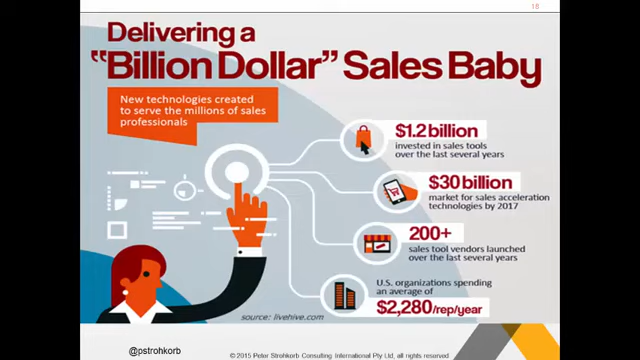 18
Delivering a
“Billion Dollar” Sales Baby
New technologies created
to serve the millions of sales
professionals
$1.2 billion
invested in sales tools
over the last several years
$30 billion
market for sales acceleration
technologies by 2017
200+
sales tool vendors launched
over the last several years
U.S. organizations spending
an average of
$2,280/rep/year
source: livehive.com
@pstrohkorb
© 2015 Peter Strohkorb Consulting International Pty Ltd, all rights reserved